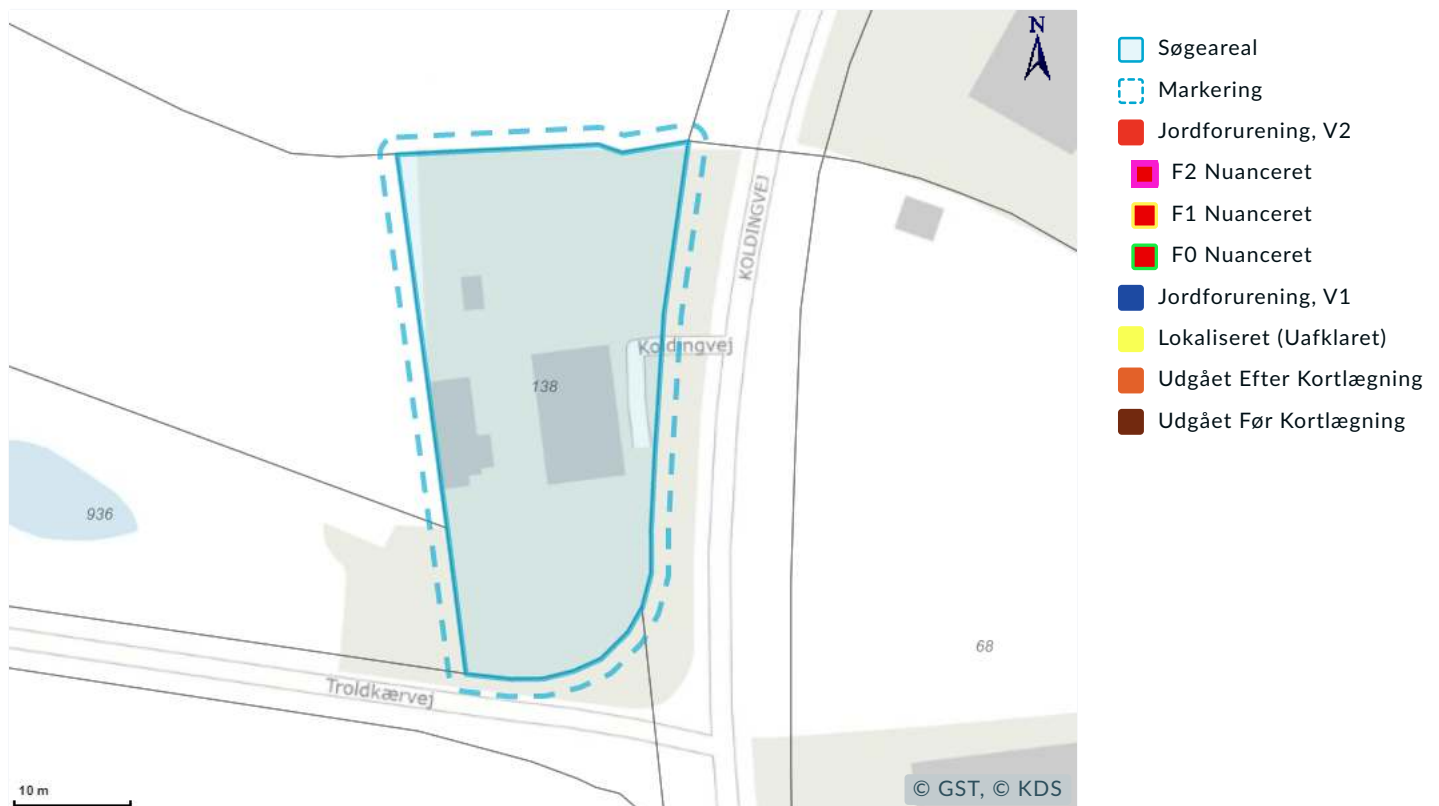 N
KOLDINGVEJ
Koldingvej
138
936
68
Troldkærvej
10 m
© GST, © KDS
Søgeareal
Markering
Jordforurening, V2
F2 Nuanceret
F1 Nuanceret
F0 Nuanceret
Jordforurening, V1
Lokaliseret (Uafklaret)
Udgået Efter Kortlægning
Udgået Før Kortlægning